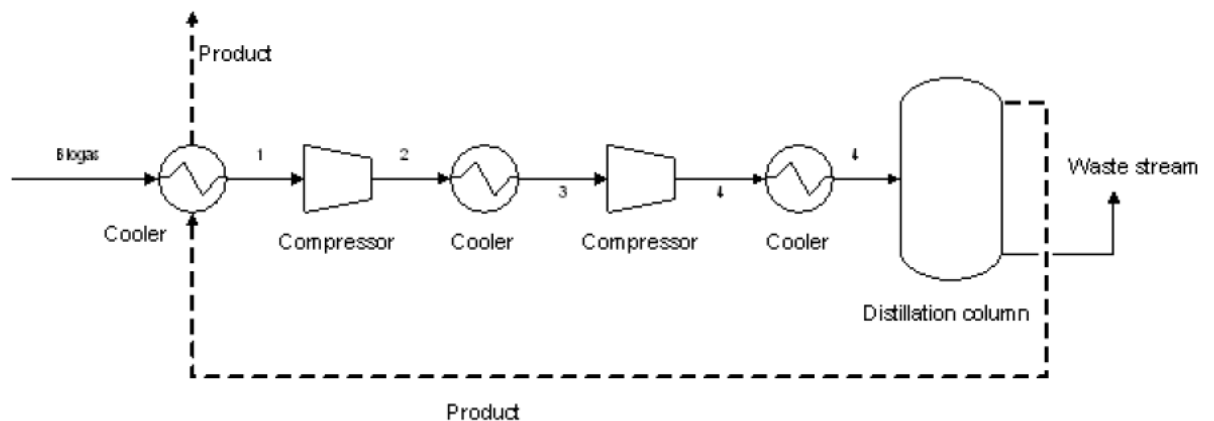 Product
Biogas
1
2
3
4
4
Waste stream
Cooler
Compressor
Cooler
Compressor
Cooler
Distillation column
Product